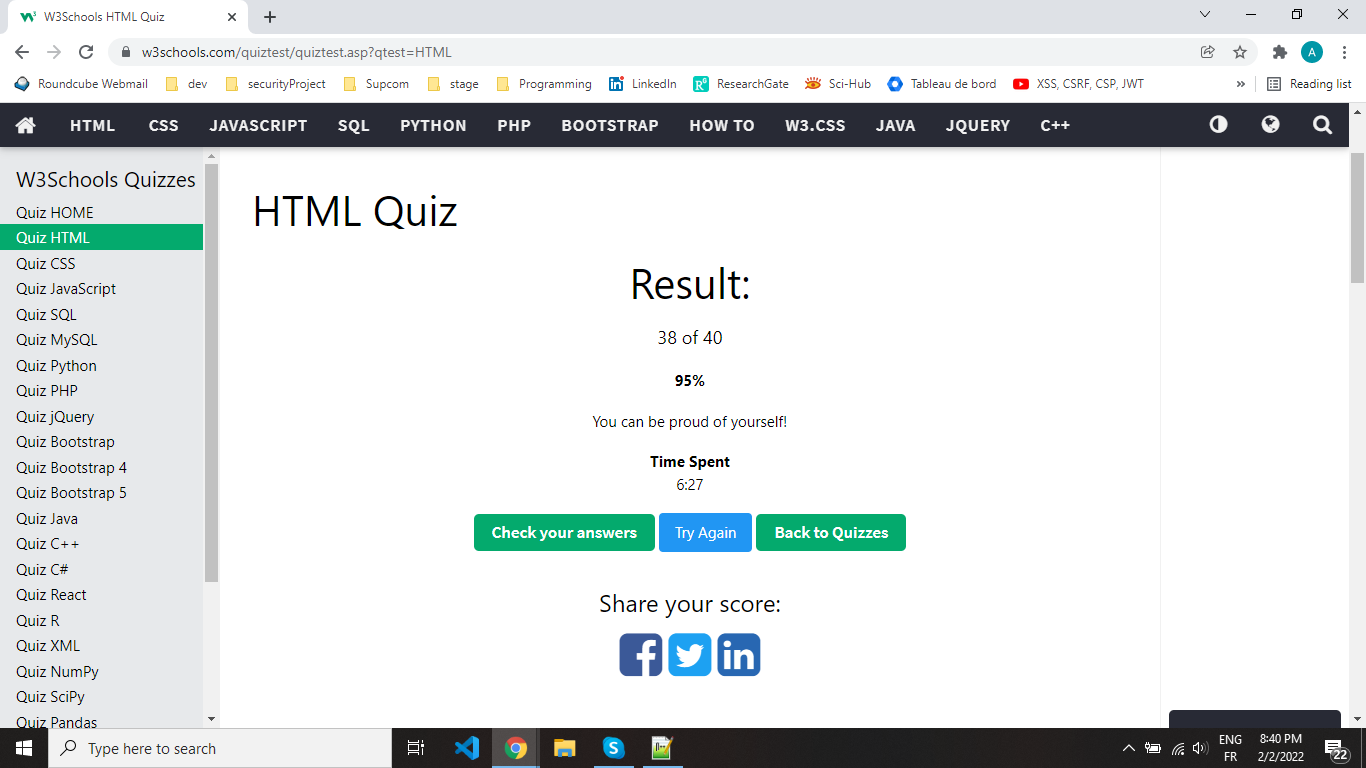 W3Schools HTML Quiz
w3schools.com/quiztest/quiztest.asp?qtest=HTML
A
Roundcube Webmail dev securityProject Supcom stage Programming LinkedIn ResearchGate Sci-Hub Tableau de bord XSS, CSRF, CSP, JWT » Reading list
HTML CSS JAVASCRIPT SQL PYTHON PHP BOOTSTRAP HOW TO W3.CSS JAVA JQUERY C++
W3Schools Quizzes
Quiz HOME
Quiz HTML
Quiz CSS
Quiz JavaScript
Quiz SQL
Quiz MySQL
Quiz Python
Quiz PHP
Quiz jQuery
Quiz Bootstrap
Quiz Bootstrap 4
Quiz Bootstrap 5
Quiz Java
Quiz C++
Quiz C#
Quiz React
Quiz R
Quiz XML
Quiz NumPy
Quiz SciPy
Quiz Pandas
HTML Quiz
Result:
38 of 40
95%
You can be proud of yourself!
Time Spent
6:27
Check your answers Try Again Back to Quizzes
Share your score:
Type here to search
ENG
FR
8:40 PM
2/2/2022
22